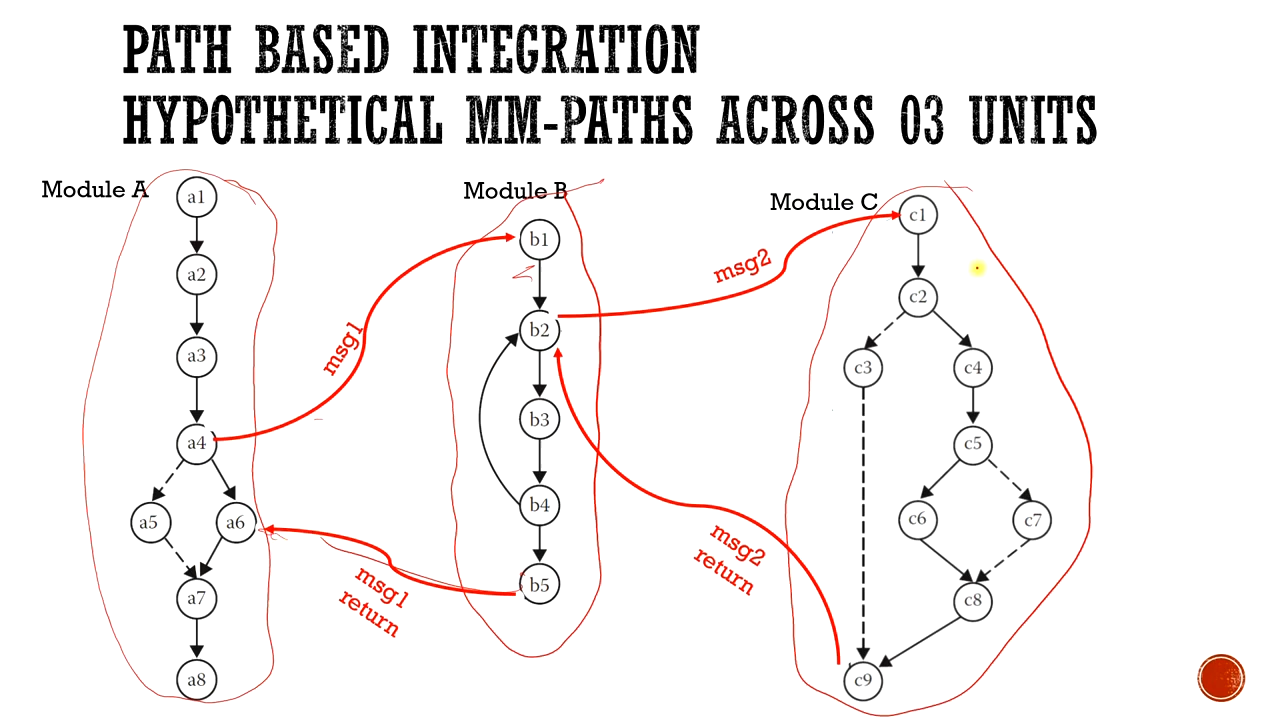 PATH BASED INTEGRATION
HYPOTHETICAL MM-PATHS ACROSS 03 UNITS
Module A
a1
a2
a3
a4
a5
a6
a7
a8
msg1
msg1
return
Module B
b1
b2
b3
b4
b5
msg2
msg2
return
Module C
c1
c2
c3
c4
c5
c6
c7
c8
c9